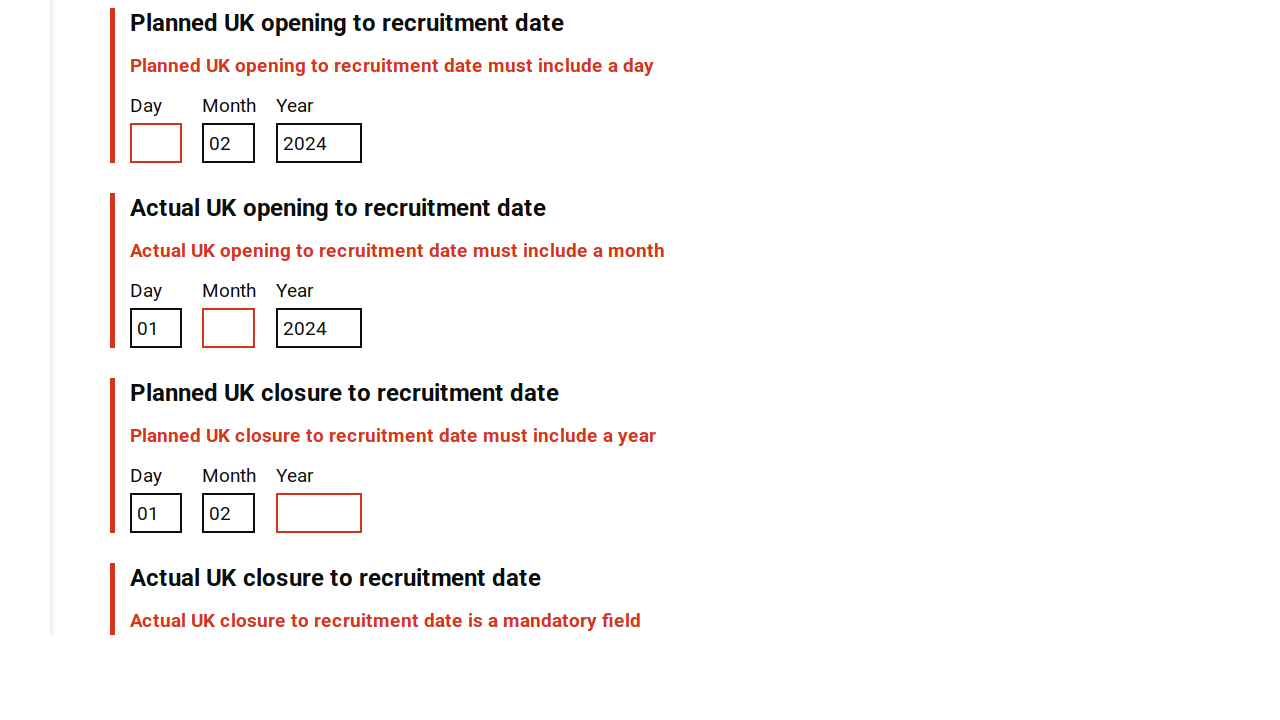 Planned UK opening to recruitment date
Planned UK opening to recruitment date must include a day
Day Month Year
02 2024
Actual UK opening to recruitment date
Actual UK opening to recruitment date must include a month
Day Month Year
01 2024
Planned UK closure to recruitment date
Planned UK closure to recruitment date must include a year
Day Month Year
01 02
Actual UK closure to recruitment date
Actual UK closure to recruitment date is a mandatory field